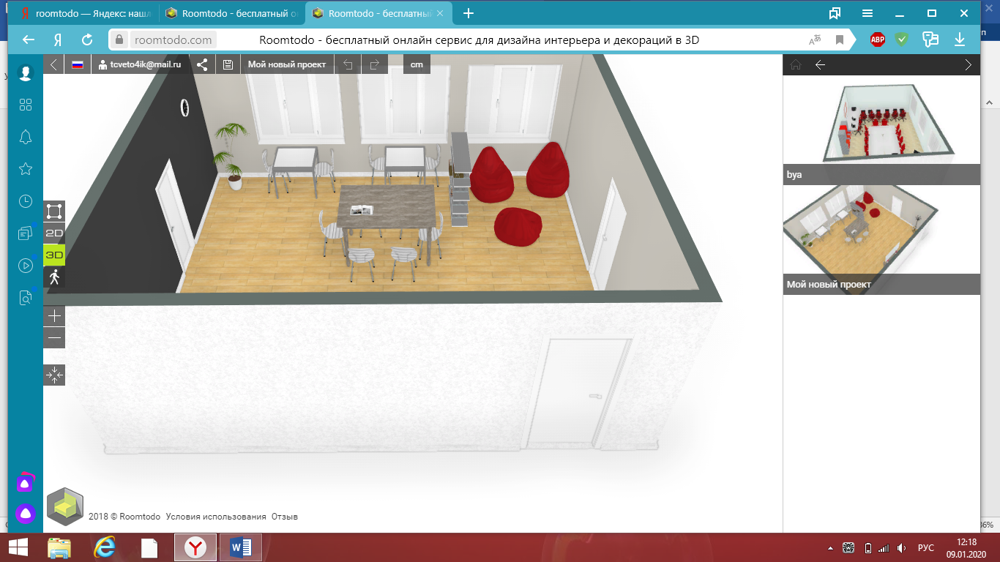 roomtodo — Яндекс: нашл
Roomtodo - бесплатный о
Roomtodo - бесплатный
roomtodo.com
Roomtodo - бесплатный онлайн сервис для дизайна интерьера и декораций в 3D
ABP
tcveto4ik@mail.ru
Мой новый проект
cm
bya
2D
3D
Мой новый проект
2018 © Roomtodo Условия использования Отзыв
РУС
12:18
09.01.2020